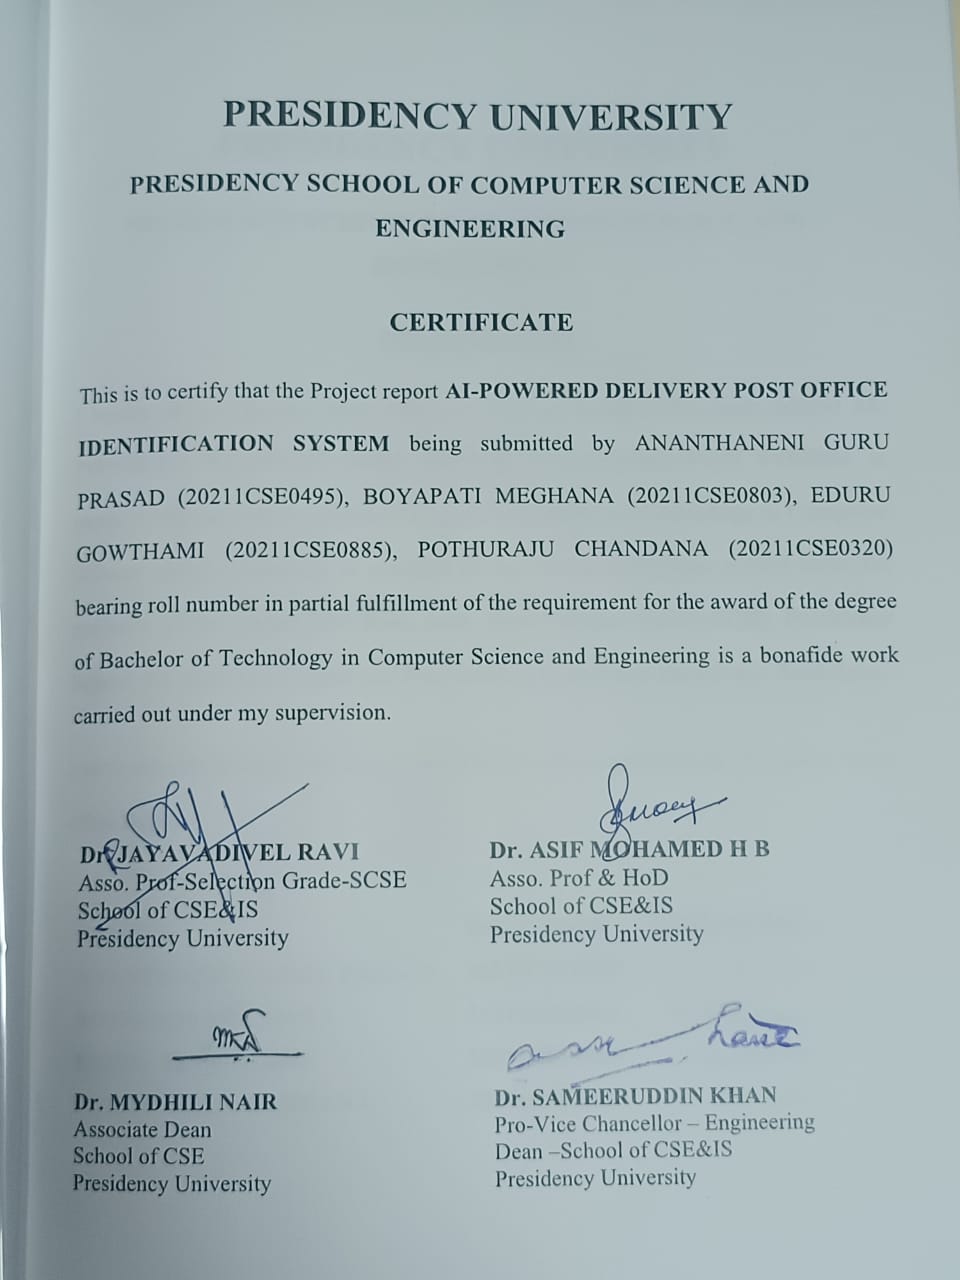 PRESIDENCY UNIVERSITY
PRESIDENCY SCHOOL OF COMPUTER SCIENCE AND
ENGINEERING
CERTIFICATE
This is to certify that the Project report AI-POWERED DELIVERY POST OFFICE
IDENTIFICATION SYSTEM being submitted by ANANTHANENI GURU
PRASAD (20211CSE0495), BOYAPATI MEGHANA (20211CSE0803), EDURU
GOWTHAMI (20211CSE0885), POTHURAJU CHANDANA (20211CSE0320)
bearing roll number in partial fulfillment of the requirement for the award of the degree
of Bachelor of Technology in Computer Science and Engineering is a bonafide work
carried out under my supervision.
Dr. JAYAVADIVEL RAVI
Asso. Prof-Selection Grade-SCSE
School of CSE&IS
Presidency University
Dr. ASIF MOHAMED H B
Asso. Prof & HoD
School of CSE&IS
Presidency University
Dr. MYDHILI NAIR
Associate Dean
School of CSE
Presidency University
Dr. SAMEERUDDIN KHAN
Pro-Vice Chancellor – Engineering
Dean –School of CSE&IS
Presidency University